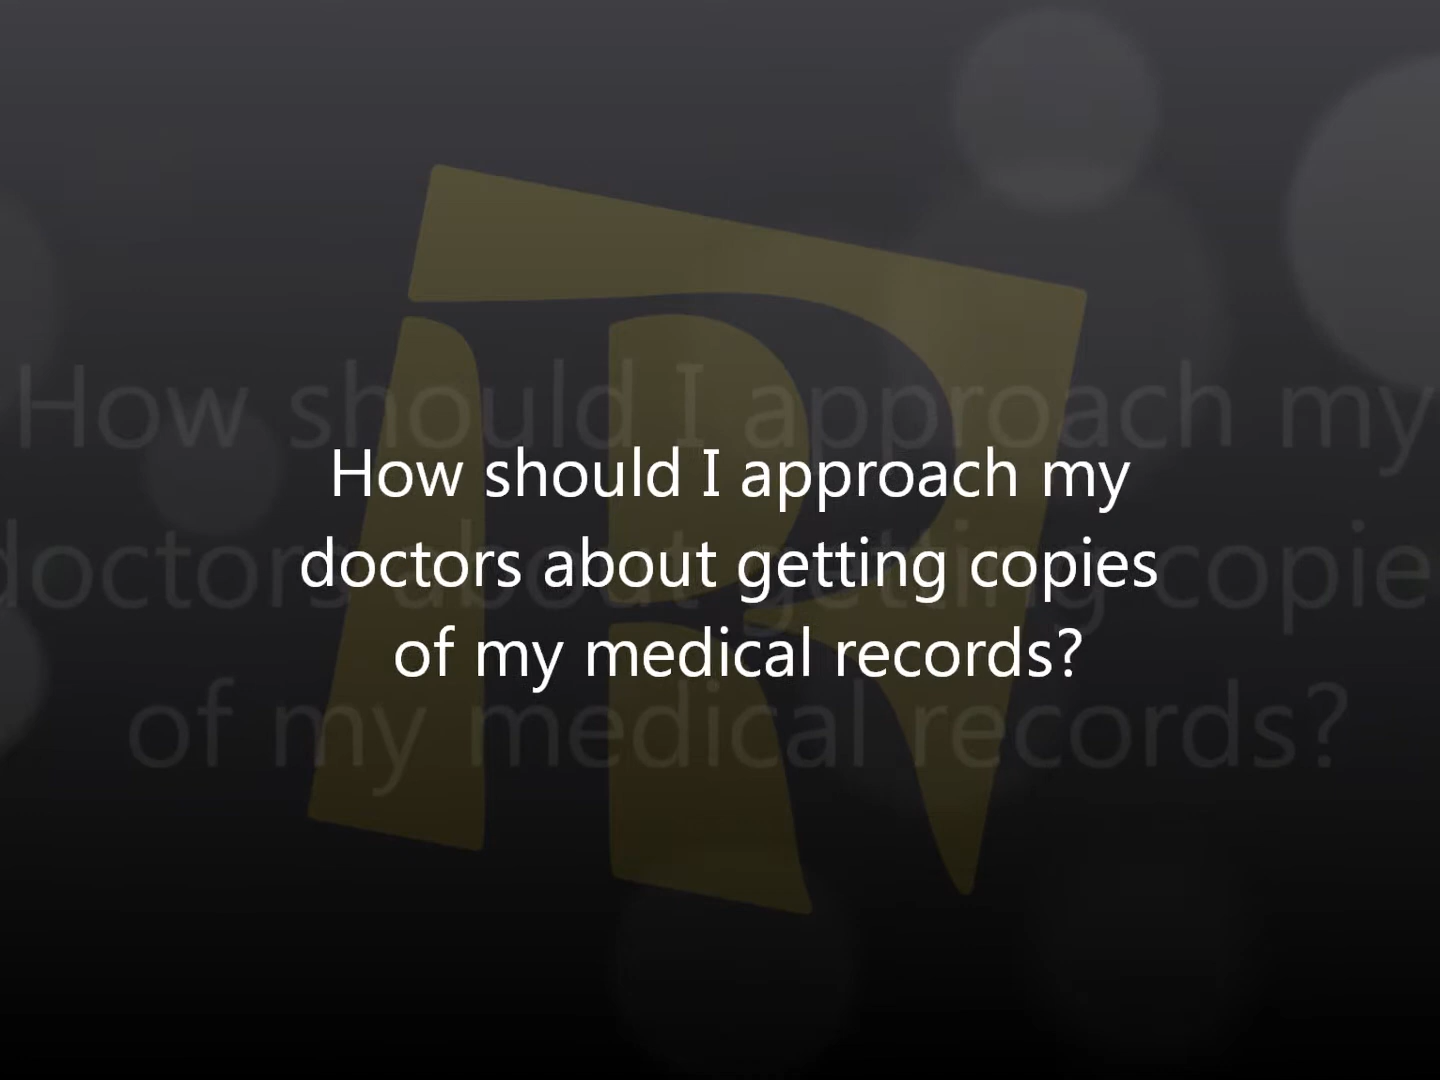 How should I approach my
doctors about getting copies
of my medical records?